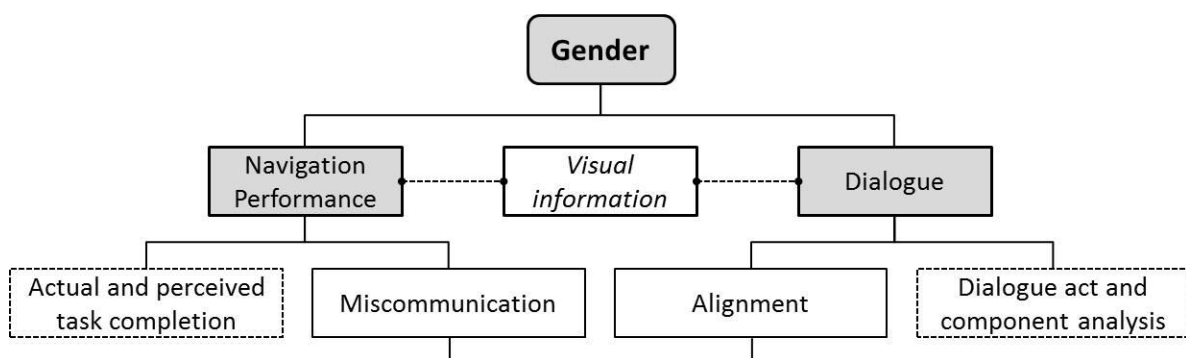 Gender
Navigation
Performance
Visual
information
Dialogue
Actual and perceived
task completion
Miscommunication
Alignment
Dialogue act and
component analysis